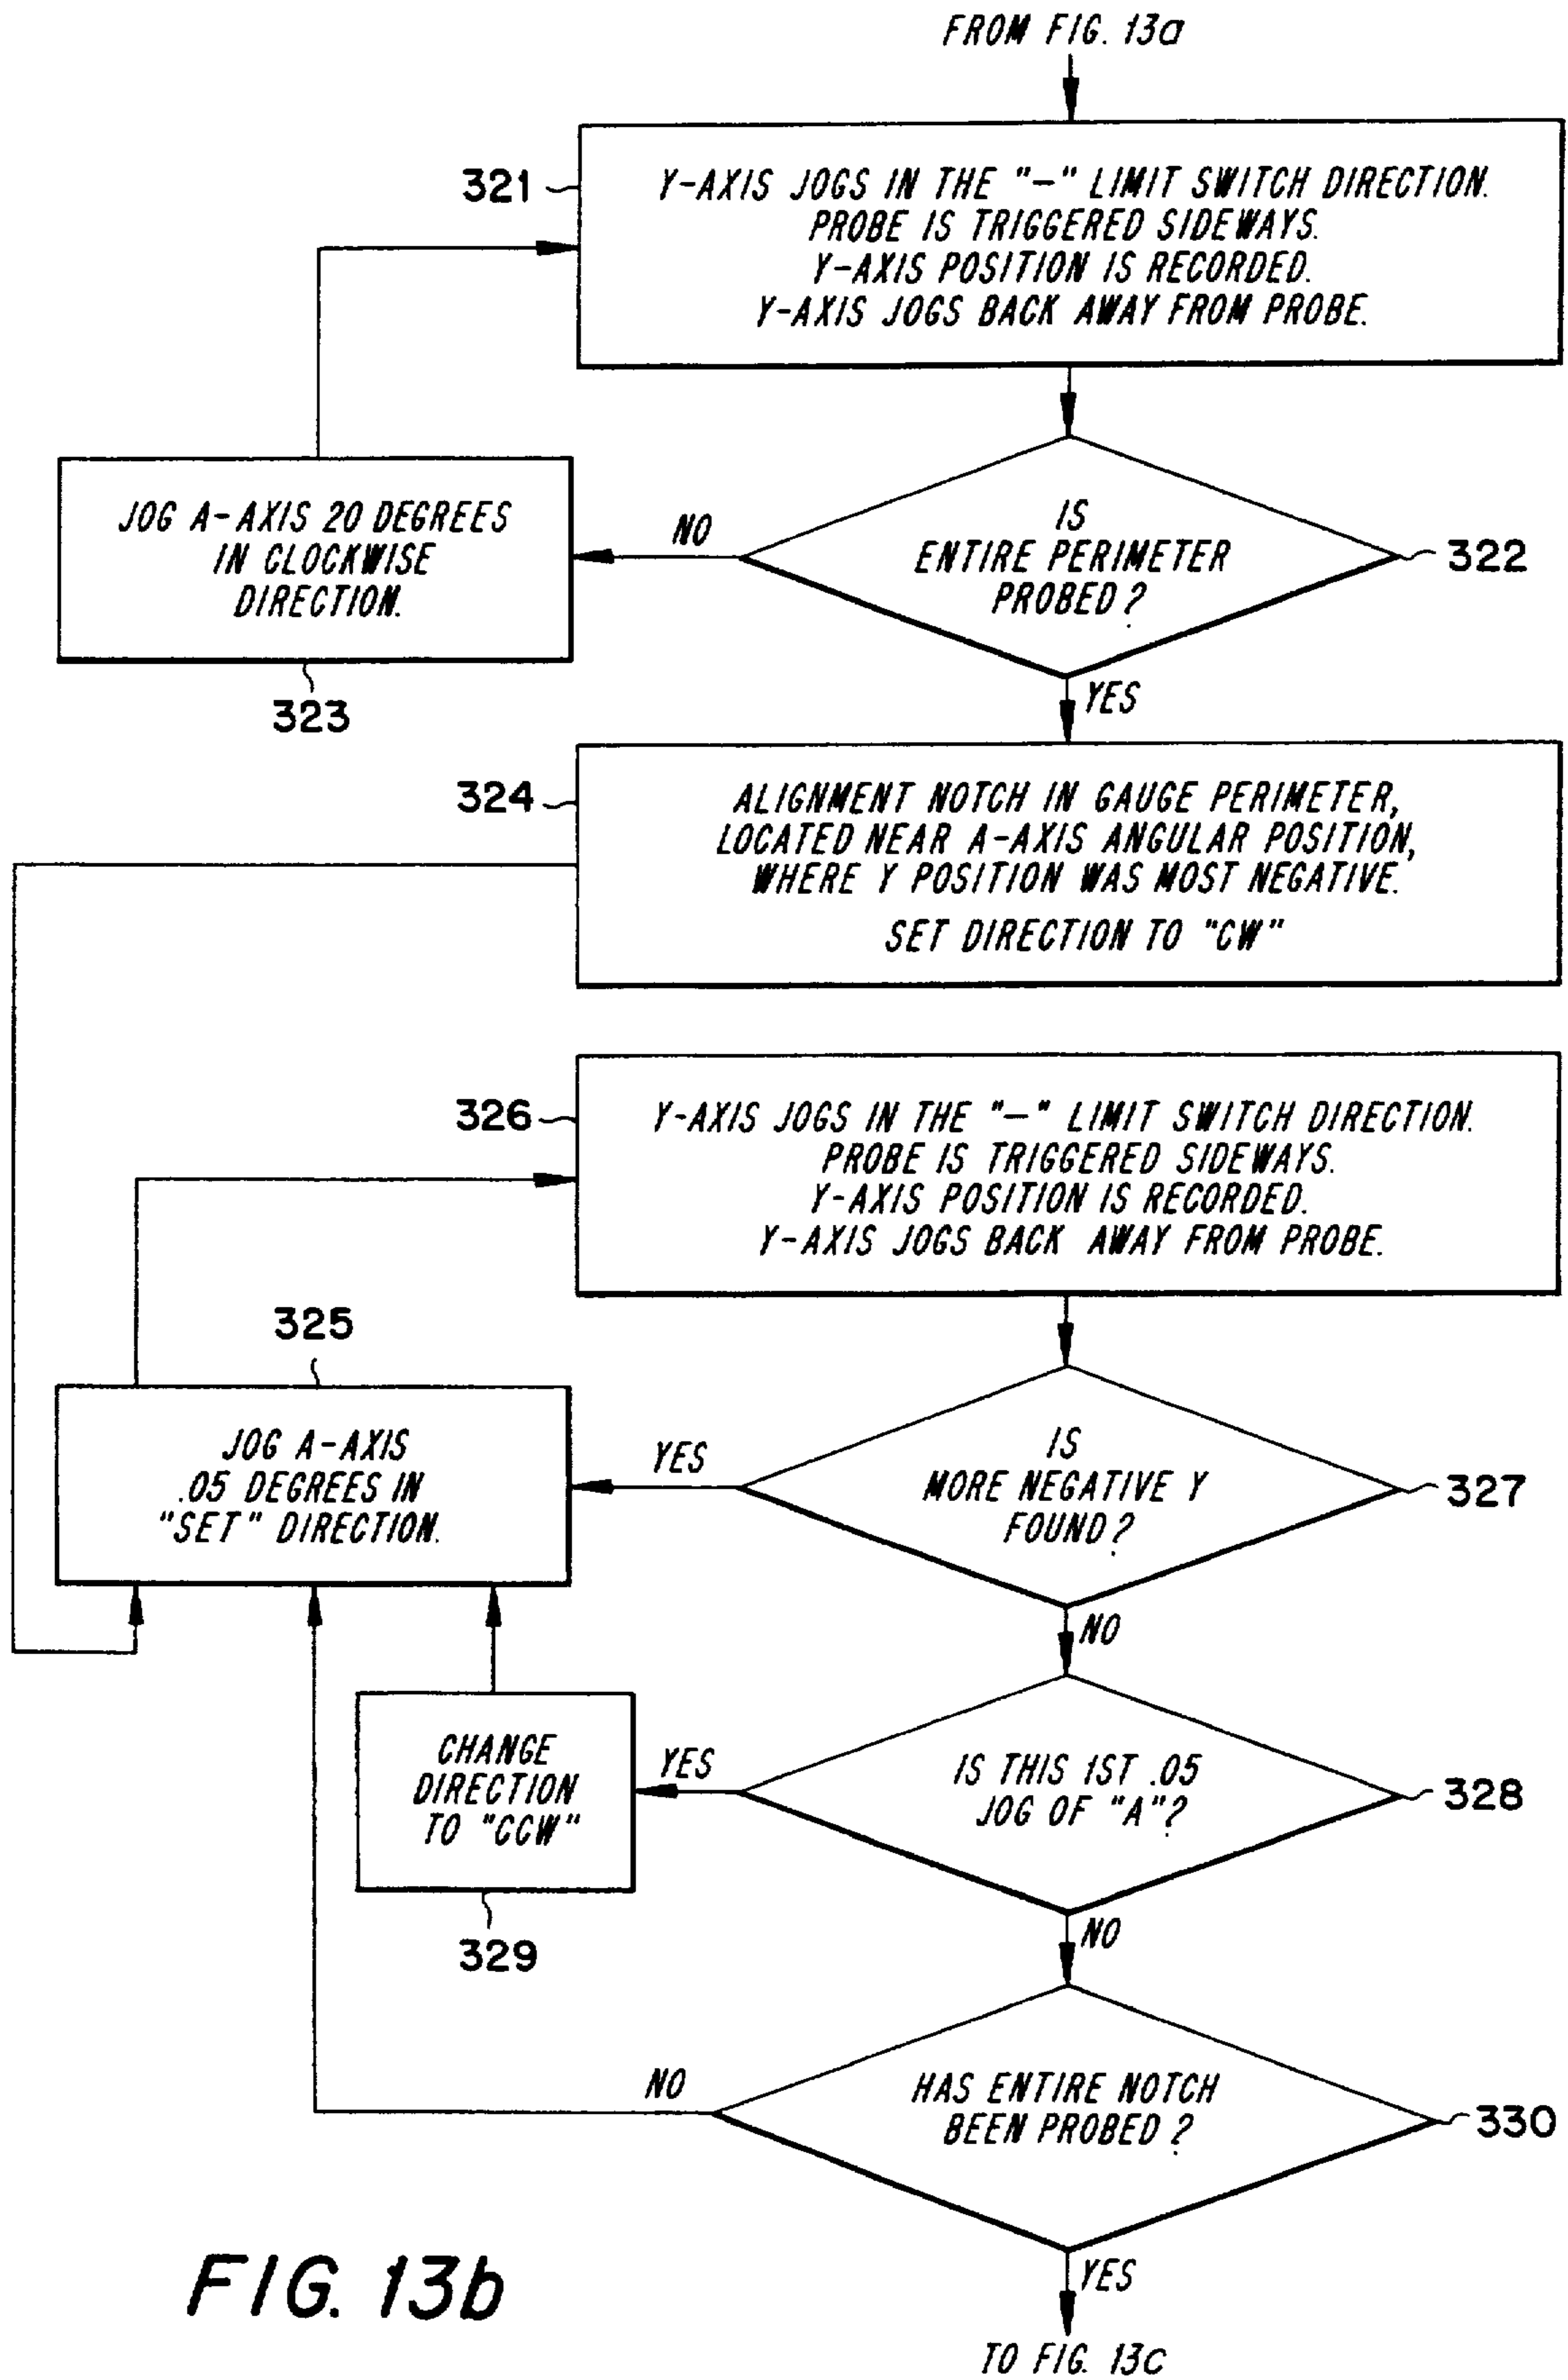 FROM FIG. 13a
321
Y-AXIS JOGS IN THE "—" LIMIT SWITCH DIRECTION.
PROBE IS TRIGGERED SIDEWAYS.
Y-AXIS POSITION IS RECORDED.
Y-AXIS JOGS BACK AWAY FROM PROBE.
JOG A-AXIS 20 DEGREES
IN CLOCKWISE
DIRECTION.
323
NO
IS
ENTIRE PERIMETER
PROBED?
322
YES
324
ALIGNMENT NOTCH IN GAUGE PERIMETER,
LOCATED NEAR A-AXIS ANGULAR POSITION,
WHERE Y POSITION WAS MOST NEGATIVE.
SET DIRECTION TO "CW"
326
Y-AXIS JOGS IN THE "—" LIMIT SWITCH DIRECTION.
PROBE IS TRIGGERED SIDEWAYS.
Y-AXIS POSITION IS RECORDED.
Y-AXIS JOGS BACK AWAY FROM PROBE.
325
JOG A-AXIS
.05 DEGREES IN
"SET" DIRECTION.
YES
IS
MORE NEGATIVE Y
FOUND?
327
NO
CHANGE
DIRECTION
TO "CCW"
329
YES
IS THIS 1ST .05
JOG OF "A"?
328
NO
NO
HAS ENTIRE NOTCH
BEEN PROBED?
330
YES
FIG. 13b
TO FIG. 13c